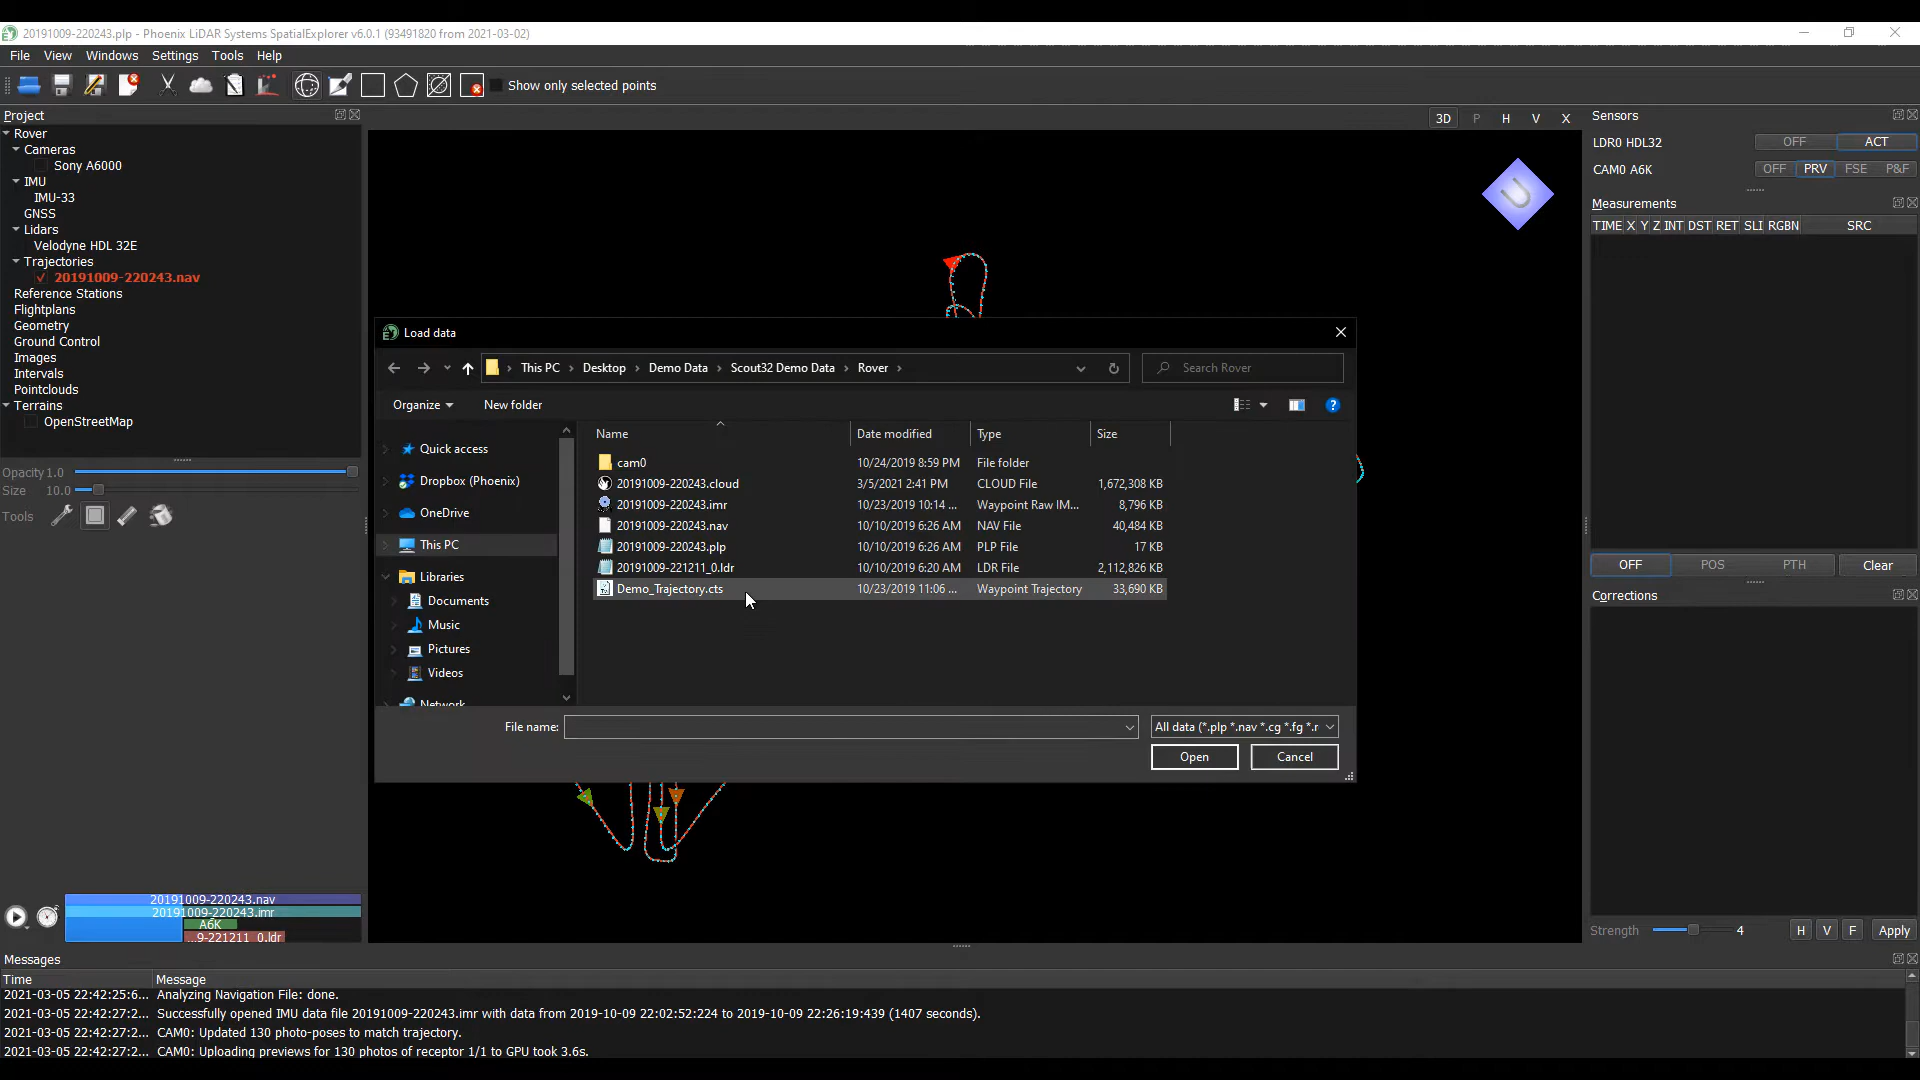 20191009-220243.plp - Phoenix LiDAR Systems SpatialExplorer v6.0.1 (93491820 from 2021-03-02)
File View Windows Settings Tools Help
Show only selected points
Project
Rover
Cameras
Sony A6000
IMU
IMU-33
GNSS
Lidars
Velodyne HDL 32E
Trajectories
20191009-220243.nav
Reference Stations
Flightplans
Geometry
Ground Control
Images
Intervals
Pointclouds
Terrains
OpenStreetMap
Opacity 1.0
Size 10.0
Tools
20191009-220243.nav
20191009-220243.imr
A6K
...9-221211_0.ldr
3D P H V X
U
Load data
This PC Desktop Demo Data Scout32 Demo Data Rover
Search Rover
Organize New folder
Quick access
Dropbox (Phoenix)
OneDrive
This PC
Libraries
Documents
Music
Pictures
Videos
Network
Name Date modified Type Size
cam0 10/24/2019 8:59 PM File folder
20191009-220243.cloud 3/5/2021 2:41 PM CLOUD File 1,672,308 KB
20191009-220243.imr 10/23/2019 10:14 ... Waypoint Raw IM... 8,796 KB
20191009-220243.nav 10/10/2019 6:26 AM NAV File 40,484 KB
20191009-220243.plp 10/10/2019 6:26 AM PLP File 17 KB
20191009-221211_0.ldr 10/10/2019 6:20 AM LDR File 2,112,826 KB
Demo_Trajectory.cts 10/23/2019 11:06 ... Waypoint Trajectory 33,690 KB
File name:
All data (*.plp *.nav *.cg *.fg *.r
Open Cancel
Sensors
LDR0 HDL32 OFF ACT
CAM0 A6K OFF PRV FSE P&F
Measurements
TIME X Y Z INT DST RET SLI RGBN SRC
OFF POS PTH Clear
Corrections
Strength 4 H V F Apply
Messages
Time Message
2021-03-05 22:42:25:6... Analyzing Navigation File: done.
2021-03-05 22:42:27:2... Successfully opened IMU data file 20191009-220243.imr with data from 2019-10-09 22:02:52:224 to 2019-10-09 22:26:19:439 (1407 seconds).
2021-03-05 22:42:27:2... CAM0: Updated 130 photo-poses to match trajectory.
2021-03-05 22:42:27:2... CAM0: Uploading previews for 130 photos of receptor 1/1 to GPU took 3.6s.